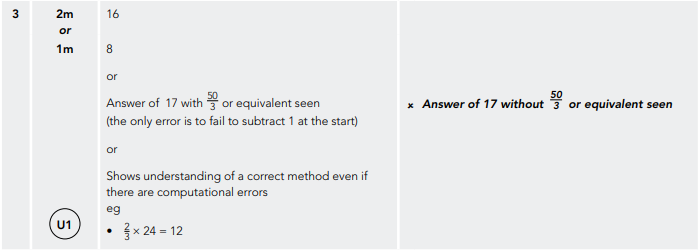 3 2m 16
or
1m 8
or
Answer of 17 with 50/3 or equivalent seen
(the only error is to fail to subtract 1 at the start)
× Answer of 17 without 50/3 or equivalent seen
or
Shows understanding of a correct method even if
there are computational errors
eg
U1
• 2/3 × 24 = 12